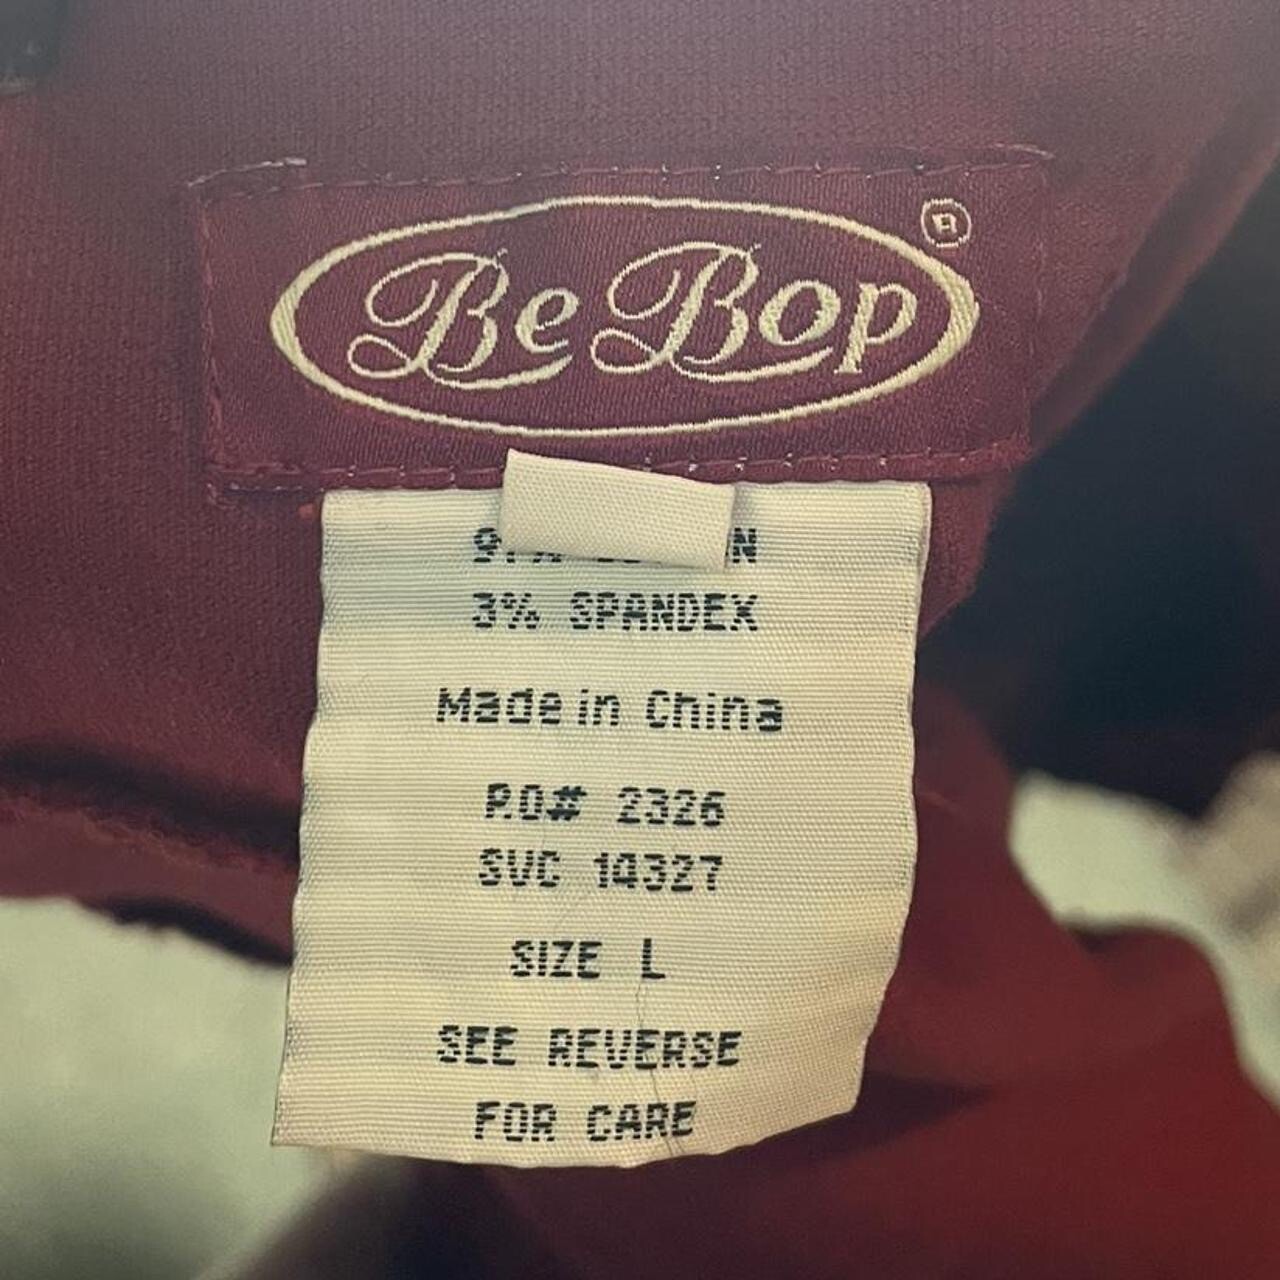 Be Bop ®
3% SPANDEX
Made in China
P.O# 2326
SVC 14327
SIZE L
SEE REVERSE
FOR CARE